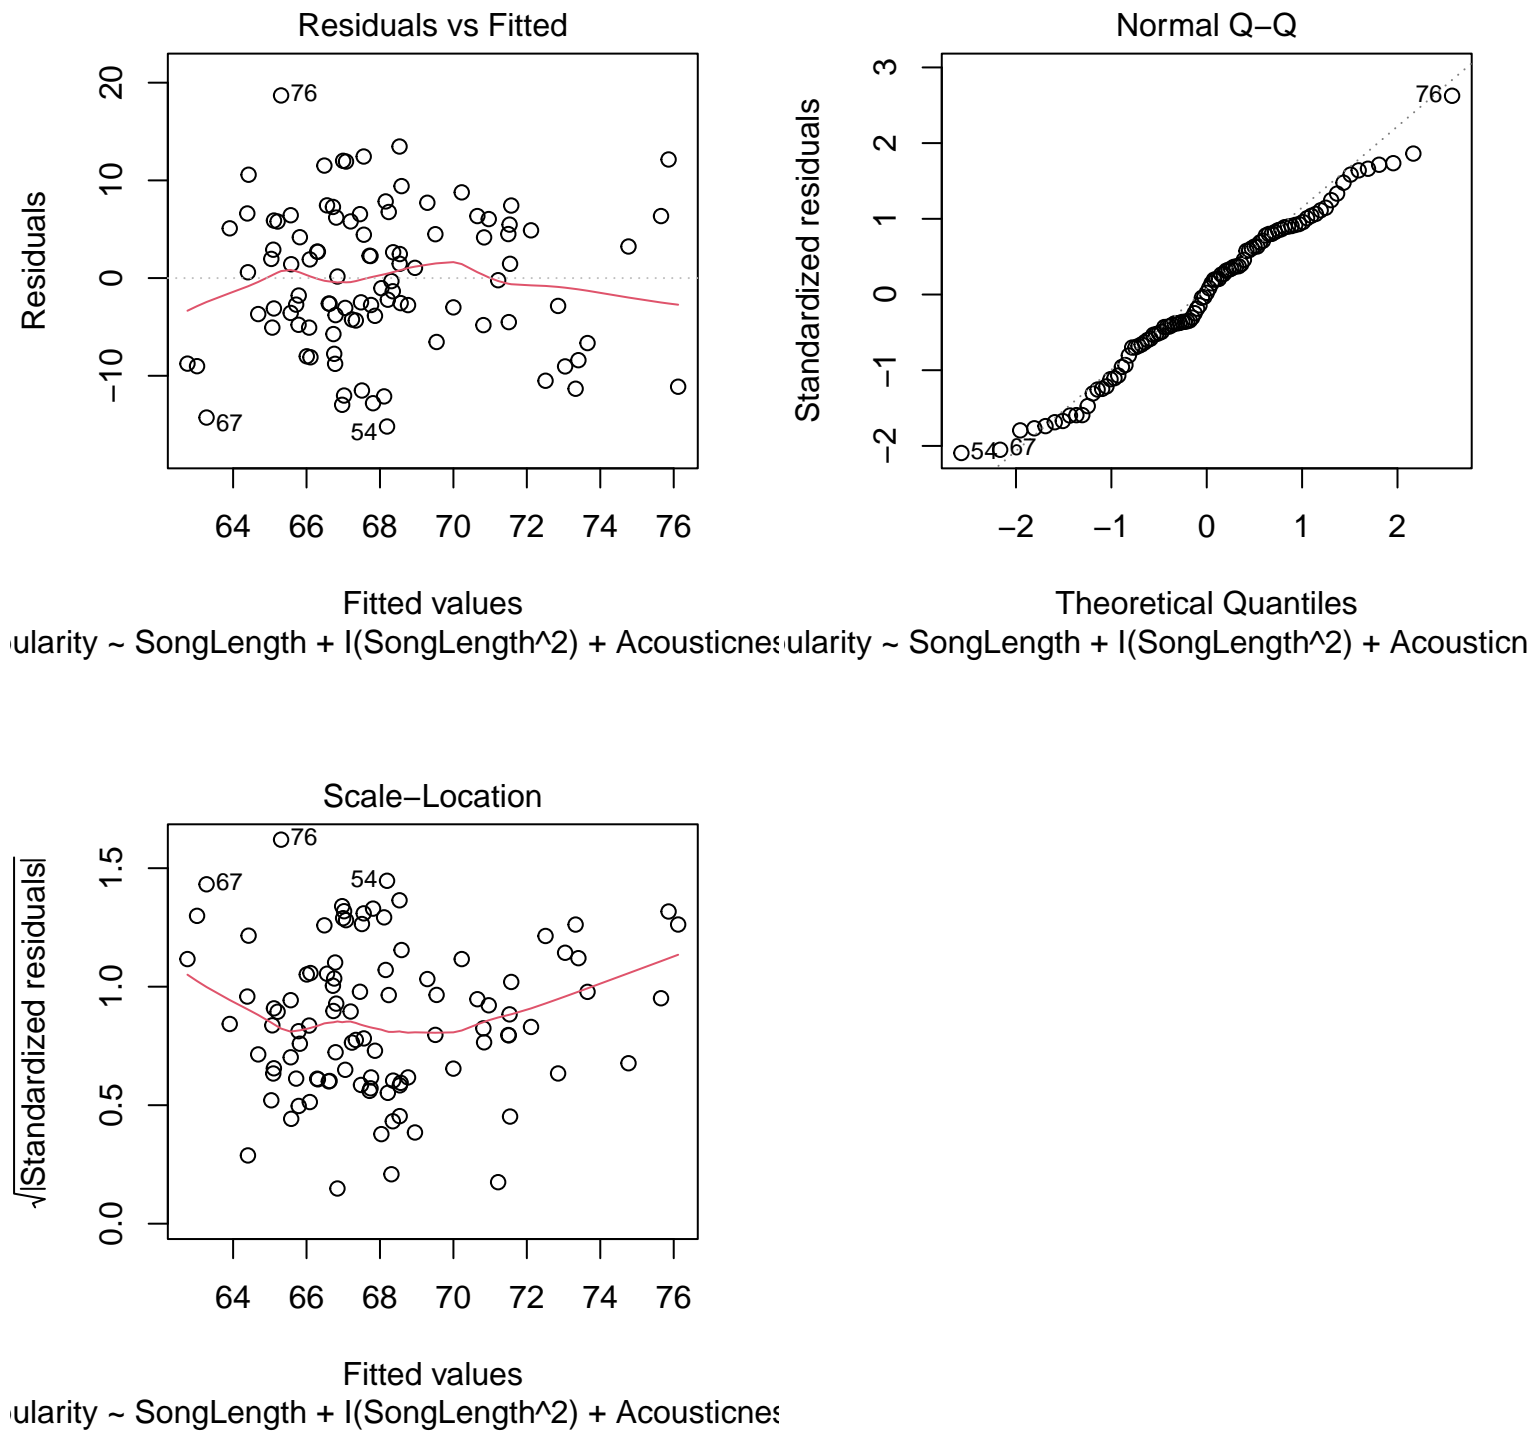 Residuals vs Fitted
Residuals
20
10
0
−10
76
67
54
64 66 68 70 72 74 76
Fitted values
ularity ~ SongLength + I(SongLength^2) + Acousticnes
Normal Q−Q
Standardized residuals
3
2
1
0
−1
−2
76
54
67
−2 −1 0 1 2
Theoretical Quantiles
ularity ~ SongLength + I(SongLength^2) + Acousticn
Scale−Location
√|Standardized residuals|
1.5
1.0
0.5
0.0
76
67
54
64 66 68 70 72 74 76
Fitted values
ularity ~ SongLength + I(SongLength^2) + Acousticnes